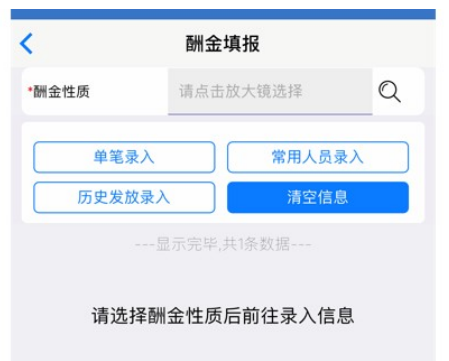 酬金填报
*酬金性质 请点击放大镜选择
单笔录入 常用人员录入
历史发放录入 清空信息
---显示完毕,共1条数据---
请选择酬金性质后前往录入信息